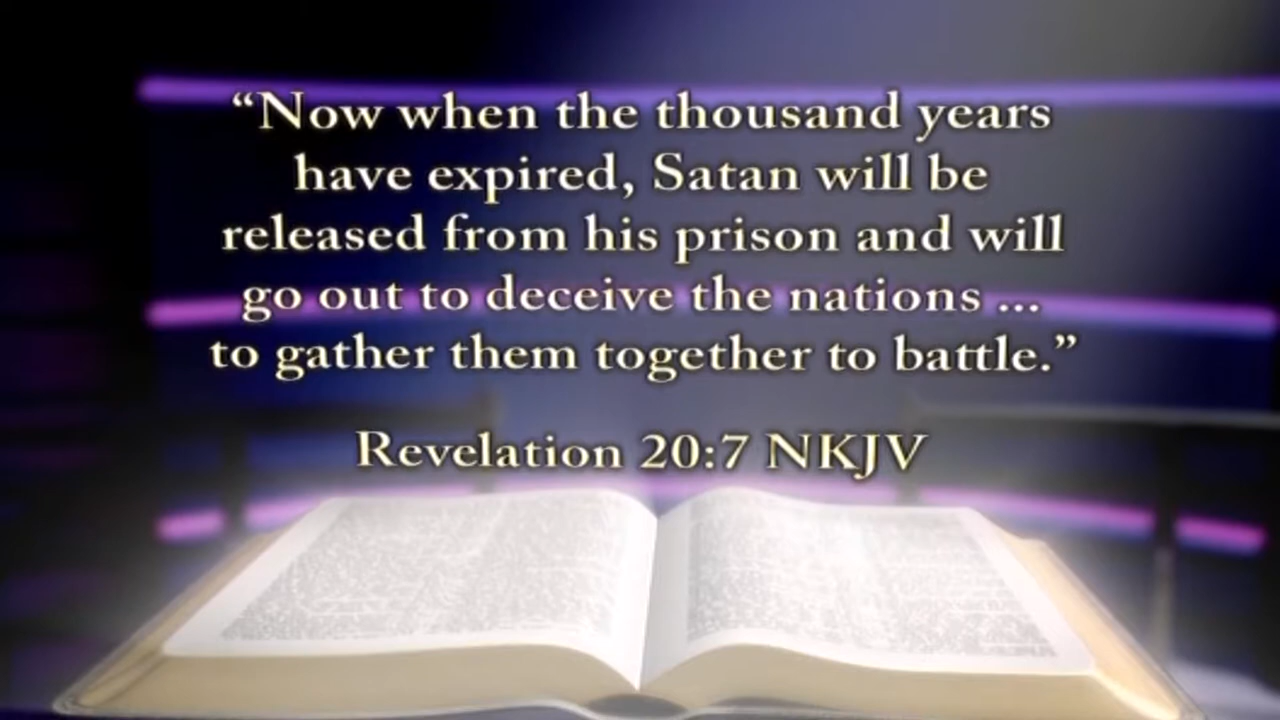 “Now when the thousand years
have expired, Satan will be
released from his prison and will
go out to deceive the nations ...
to gather them together to battle.”
Revelation 20:7 NKJV